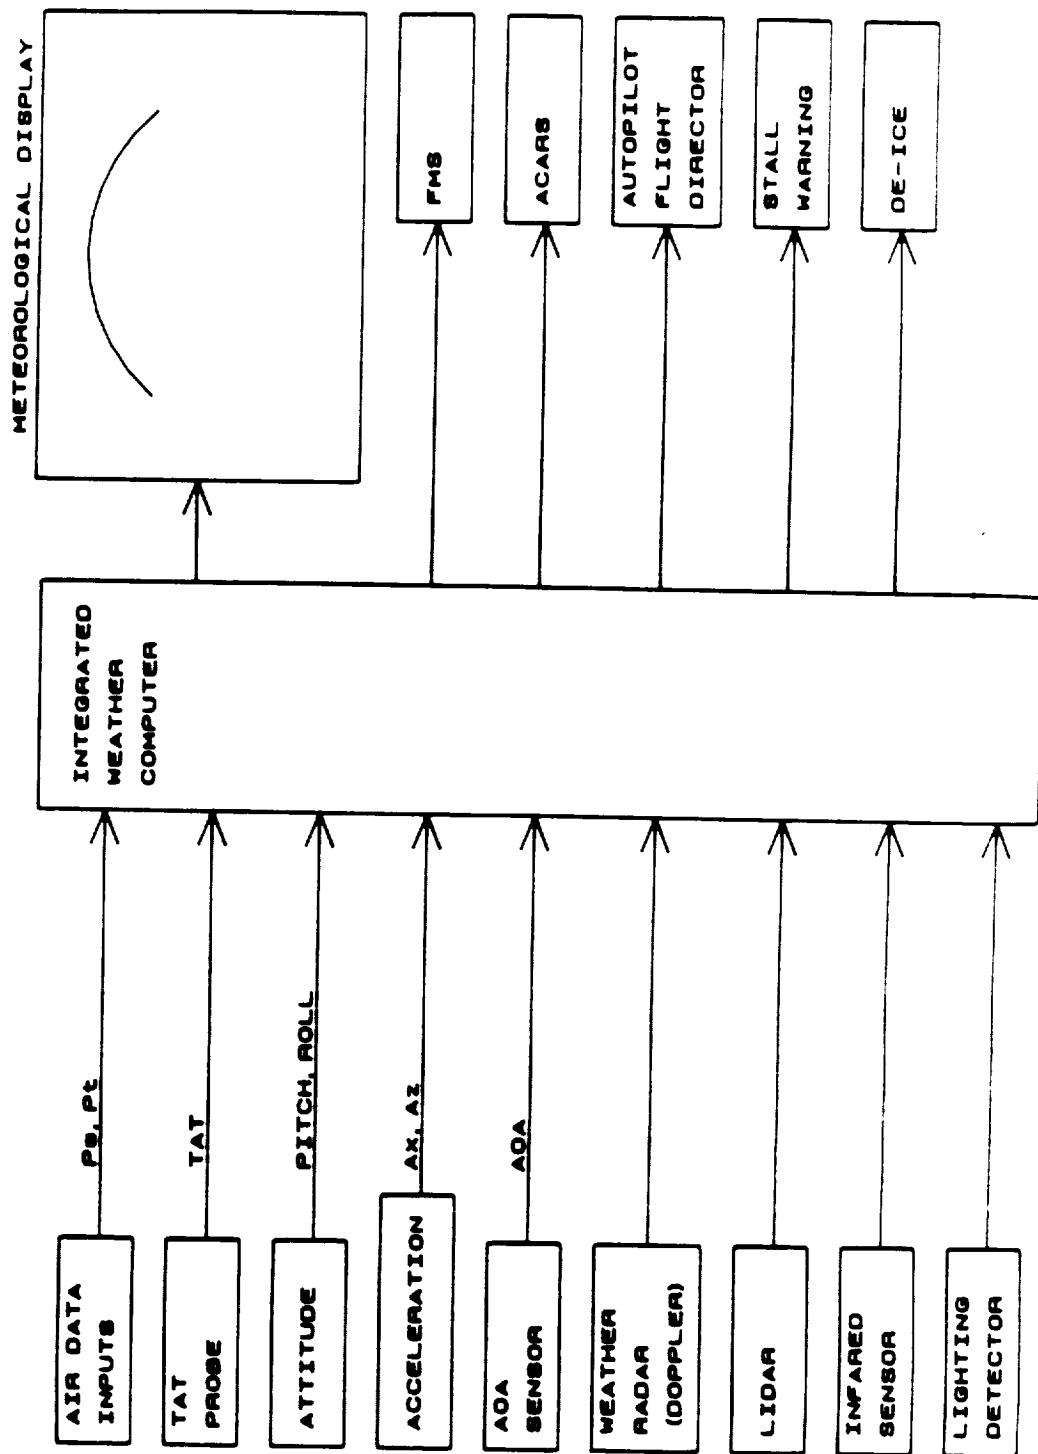 AIR DATA
INPUTS
Ps, Pt
TAT
PROBE
TAT
ATTITUDE
PITCH, ROLL
ACCELERATION
AX, AZ
AOA
SENSOR
AOA
WEATHER
RADAR
(DOPPLER)
LIDAR
INFARED
SENSOR
LIGHTING
DETECTOR
INTEGRATED
WEATHER
COMPUTER
METEOROLOGICAL DISPLAY
FMS
ACARS
AUTOPILOT
FLIGHT
DIRECTOR
STALL
WARNING
DE-ICE